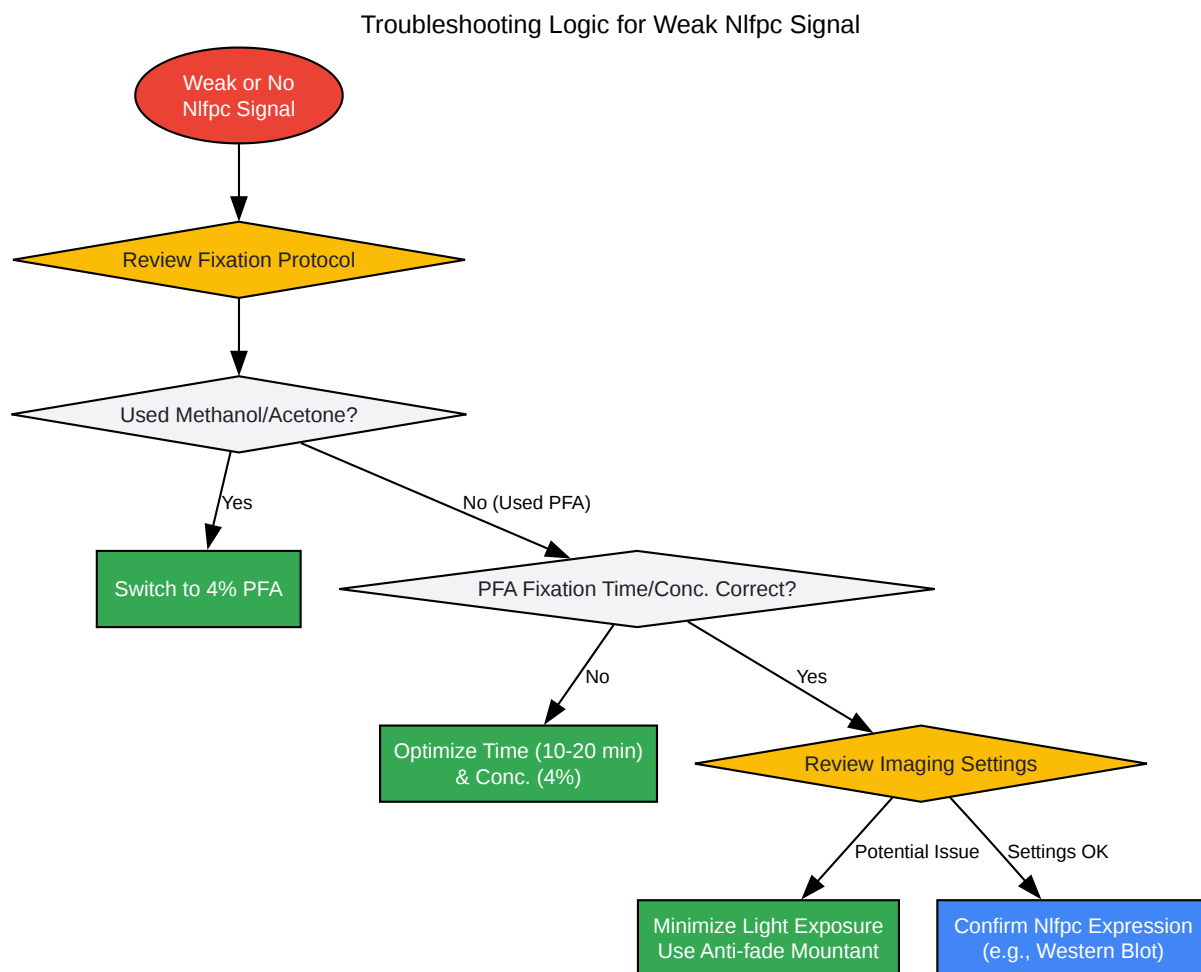 Troubleshooting Logic for Weak Nlfpc Signal
Weak or No
Nlfpc Signal
Review Fixation Protocol
Used Methanol/Acetone?
Yes
No (Used PFA)
Switch to 4% PFA
PFA Fixation Time/Conc. Correct?
No
Yes
Optimize Time (10-20 min)
& Conc. (4%)
Review Imaging Settings
Potential Issue
Settings OK
Minimize Light Exposure
Use Anti-fade Mountant
Confirm Nlfpc Expression
(e.g., Western Blot)